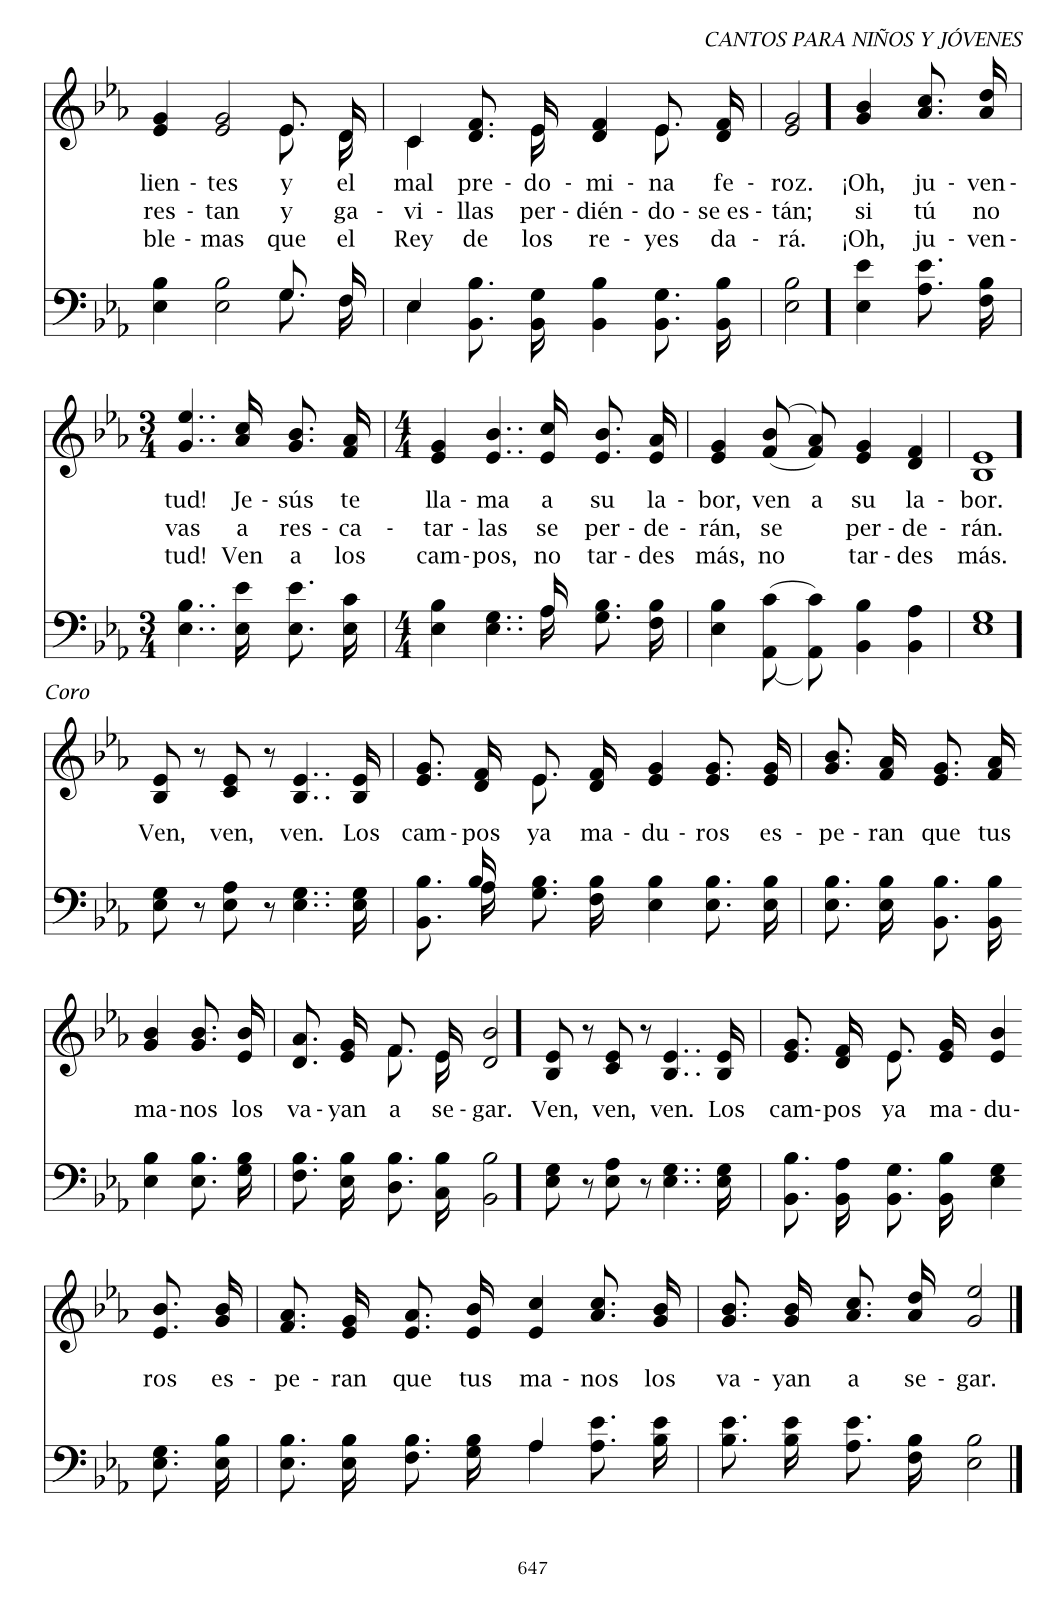 CANTOS PARA NIÑOS Y JÓVENES
lien - tes y el mal pre - do - mi - na fe - roz. ¡Oh, ju - ven -
res - tan y ga - vi - llas per - dién - do - se es - tán; si tú no
ble - mas que el Rey de los re - yes da - rá. ¡Oh, ju - ven -
3 4 4 4
tud! Je - sús te lla - ma a su la - bor, ven a su la - bor.
vas a res - ca - tar - las se per - de - rán, se per - de - rán.
tud! Ven a los cam - pos, no tar - des más, no tar - des más.
3 4 4 4
Coro
Ven, ven, ven. Los cam - pos ya ma - du - ros es - pe - ran que tus
ma - nos los va - yan a se - gar. Ven, ven, ven. Los cam - pos ya ma - du -
ros es - pe - ran que tus ma - nos los va - yan a se - gar.
647